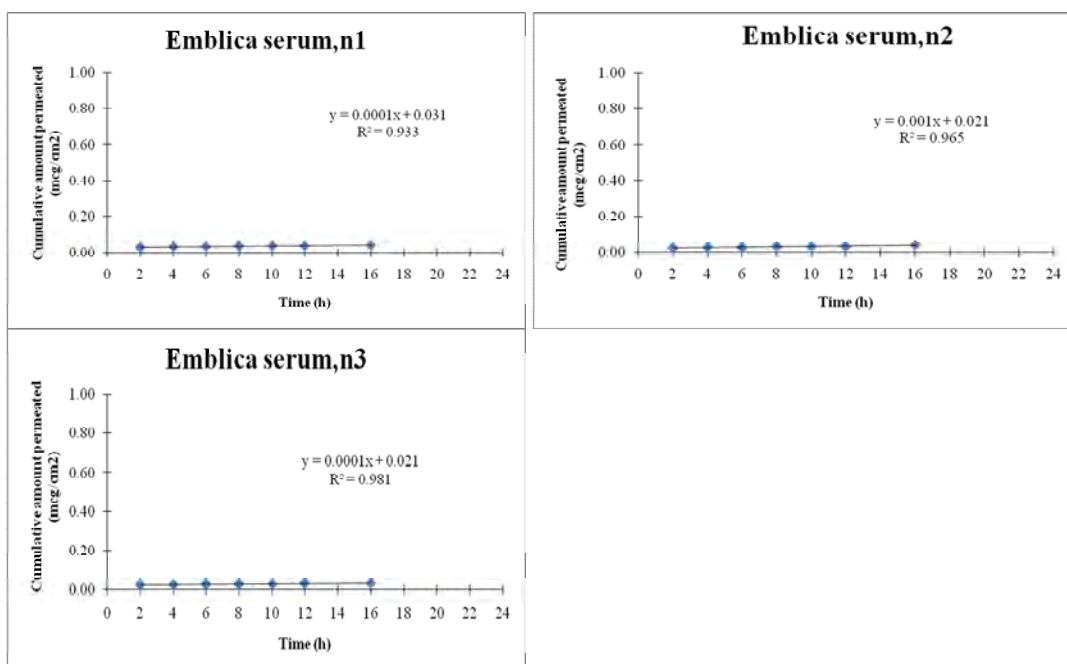 Emblica serum,n1
Cumulative amount permeated
(mcg/cm2)
1.00
0.80
0.60
0.40
0.20
0.00
y = 0.0001x + 0.031
R² = 0.933
0 2 4 6 8 10 12 14 16 18 20 22 24
Time (h)
Emblica serum,n2
Cumulative amount permeated
(mcg/cm2)
1.00
0.80
0.60
0.40
0.20
0.00
y = 0.001x + 0.021
R² = 0.965
0 2 4 6 8 10 12 14 16 18 20 22 24
Time (h)
Emblica serum,n3
Cumulative amount permeated
(mcg/cm2)
1.00
0.80
0.60
0.40
0.20
0.00
y = 0.0001x + 0.021
R² = 0.981
0 2 4 6 8 10 12 14 16 18 20 22 24
Time (h)